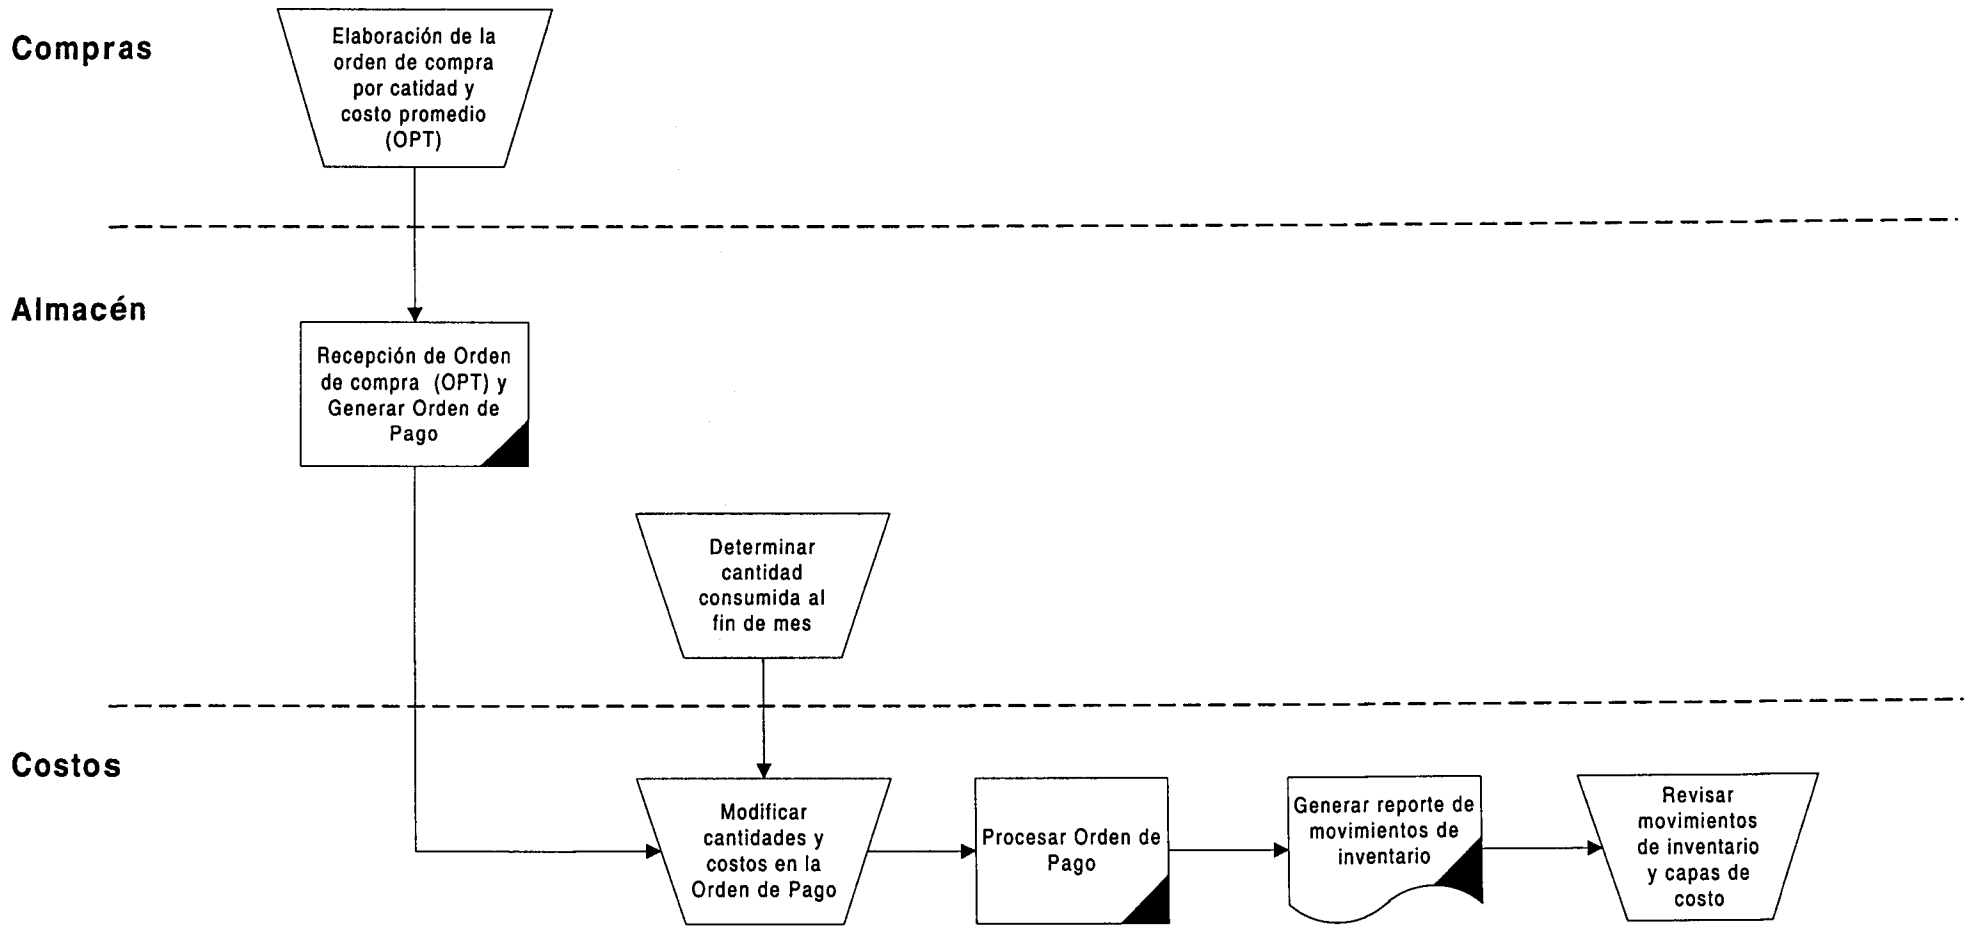 Compras
Elaboración de la
orden de compra
por catidad y
costo promedio
(OPT)
Almacén
Recepción de Orden
de compra (OPT) y
Generar Orden de
Pago
Determinar
cantidad
consumida al
fin de mes
Costos
Modificar
cantidades y
costos en la
Orden de Pago
Procesar Orden de
Pago
Generar reporte de
movimientos de
inventario
Revisar
movimientos
de inventario
y capas de
costo